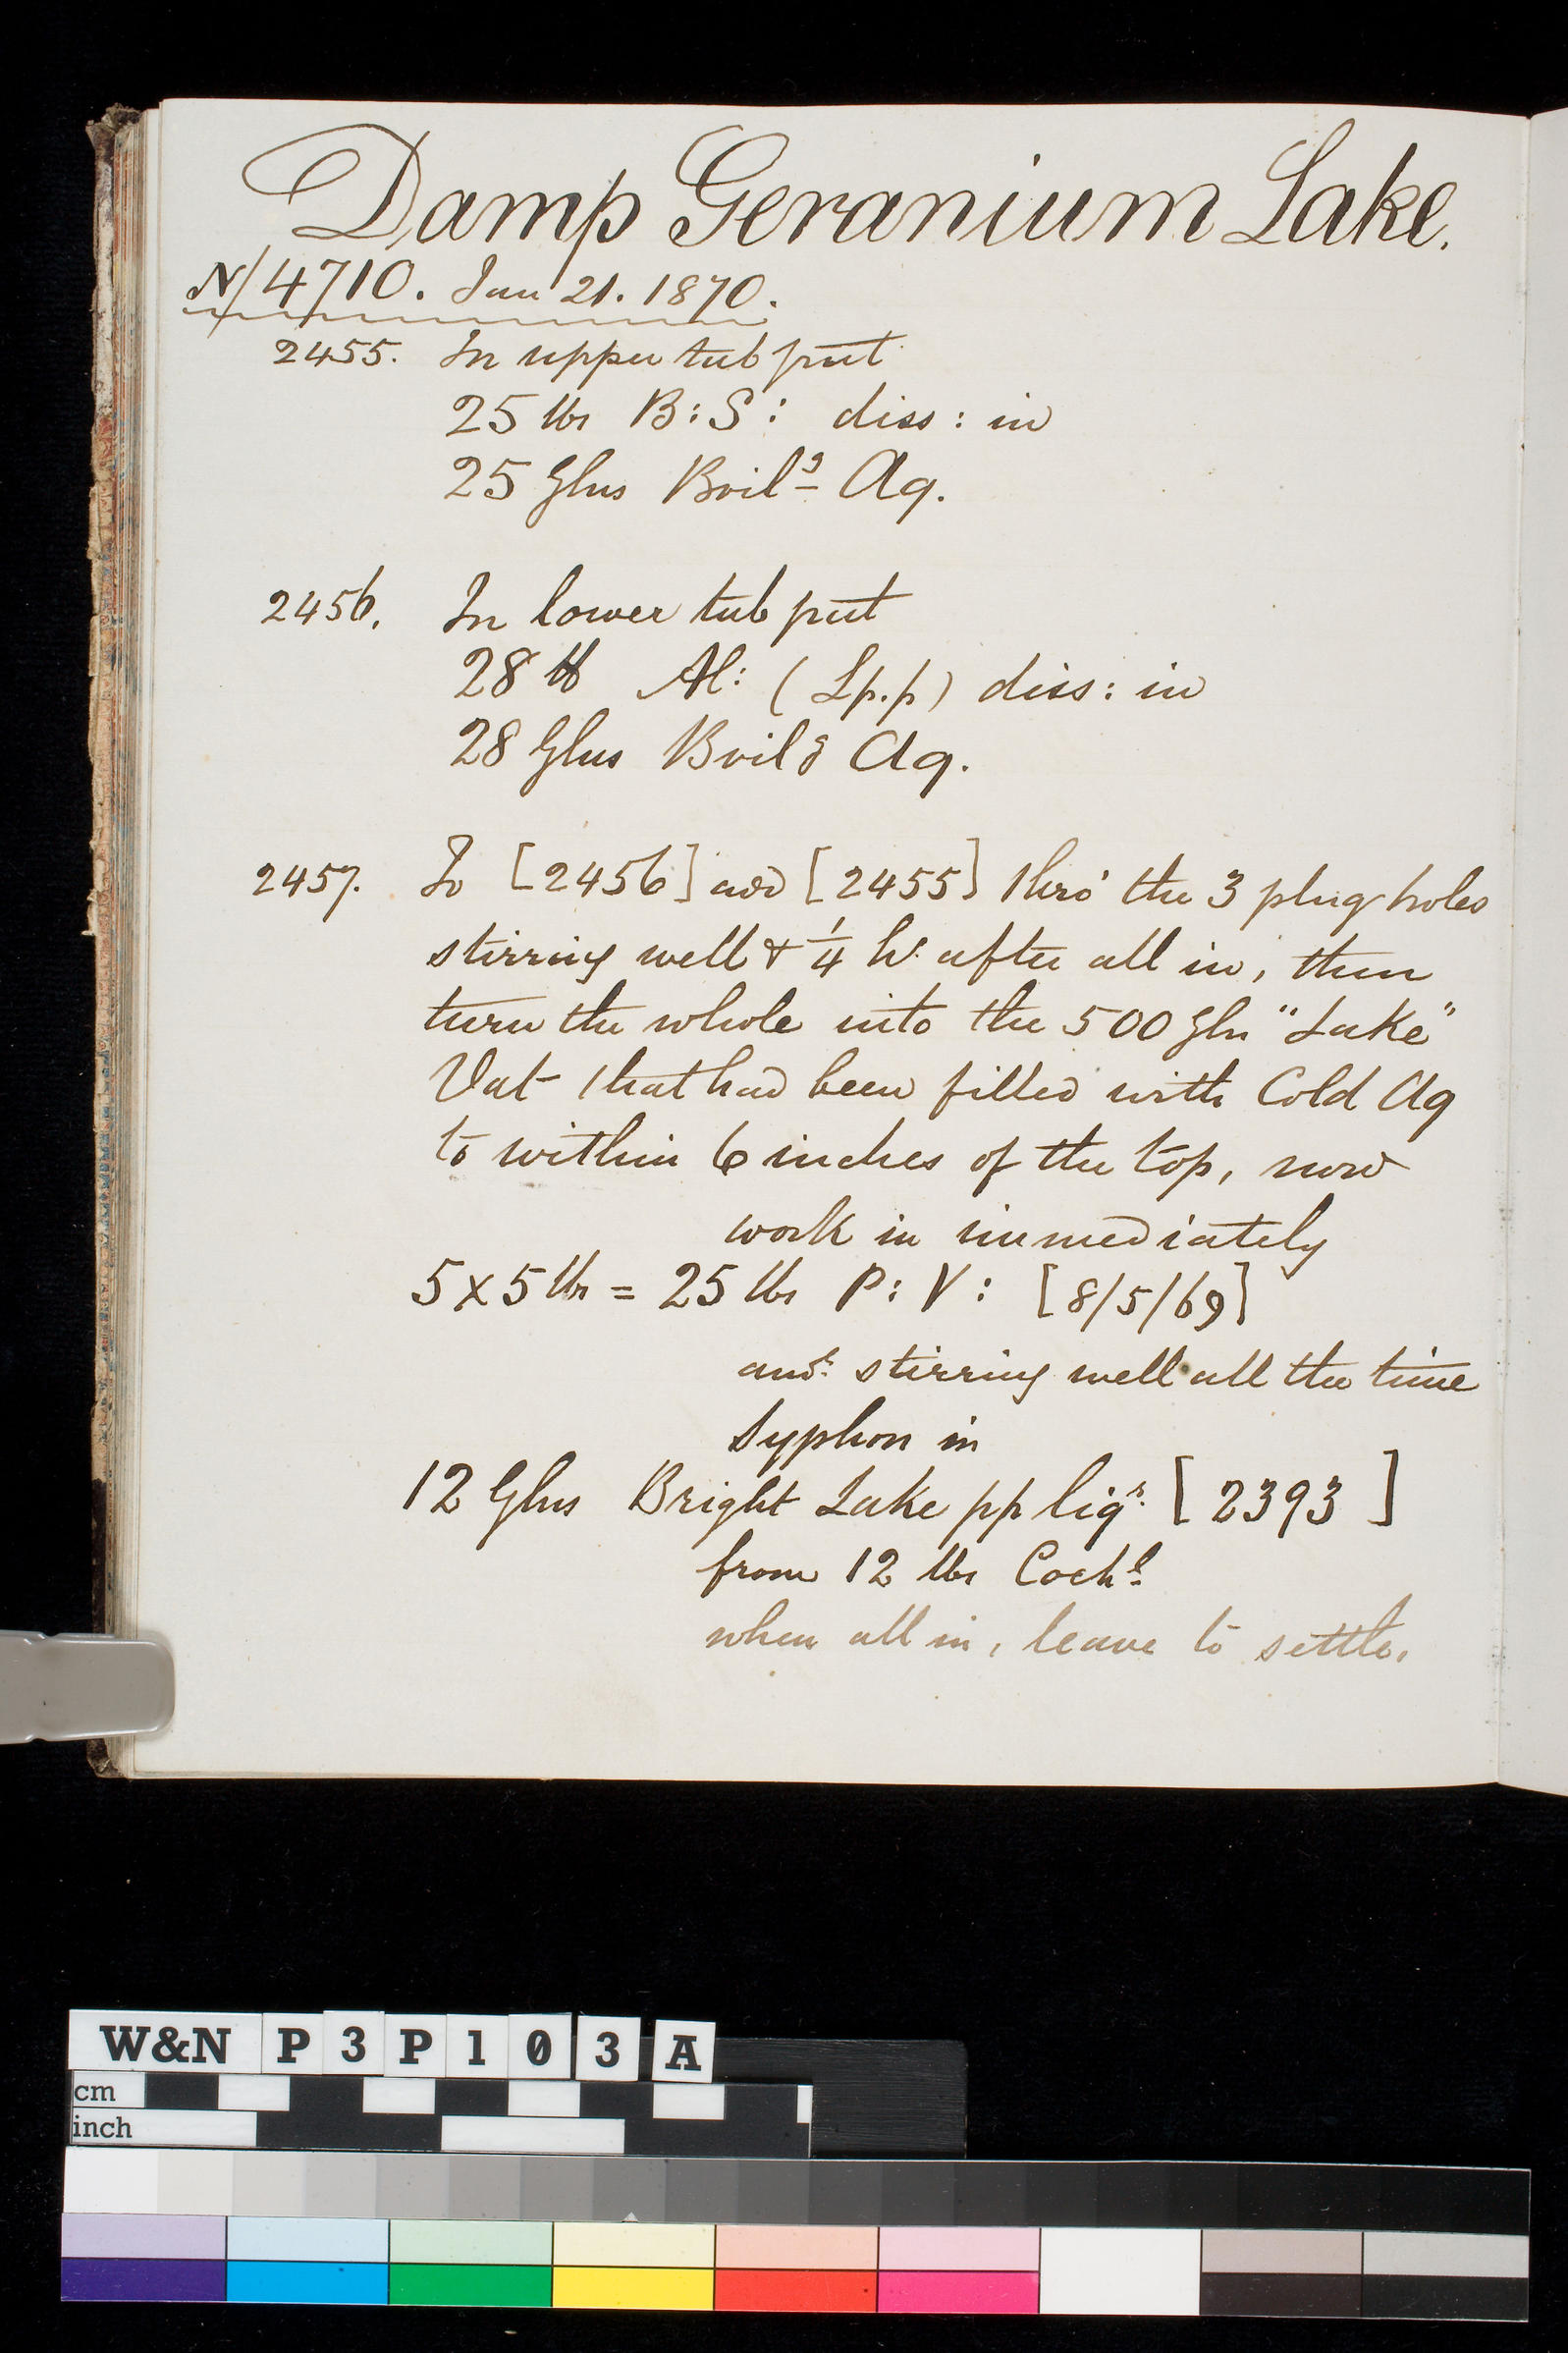 Damp Geranium Lake.
N/4710. Jan 21. 1870.
2455. In upper tub put
25 lbs B:S: diss: in
25 Glns Boilg Aq.
2456. In lower tub put
28 lb Al: (Lp.p) diss: in
28 Glns Boilg Aq.
2457. To [2456] add [2455] thro' the 3 plug holes
stirring well & 1/4 hr after all in, then
turn the whole into the 500 Gln "Lake"
Vat that had been filled with Cold Aq
to within 6 inches of the top, now
work in immediately
5 x 5 lbs = 25 lbs P: V: [8/5/69]
stirring well all the time
Syphon in
12 Glns Bright Lake pp liqr. [2393]
from 12 lbs Cochl
when all in, leave to settle.
W&N P3P103A
cm
inch